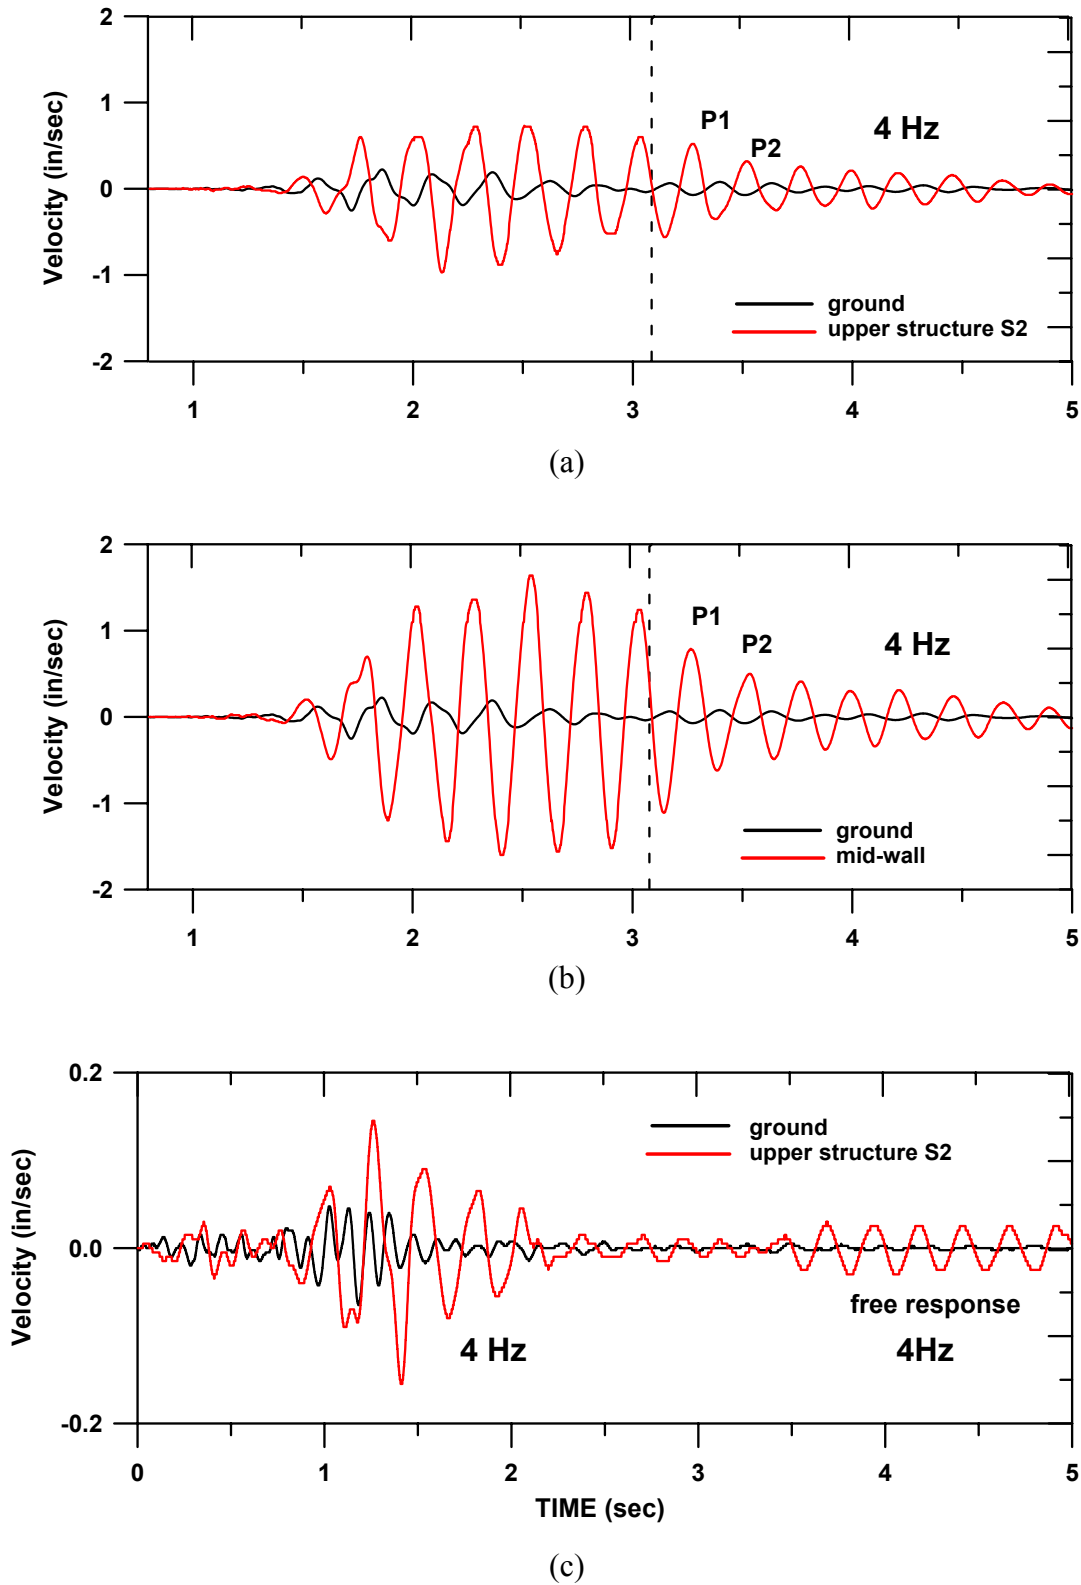 2
1
0
-1
-2
Velocity (in/sec)
P1
P2
4 Hz
ground
upper structure S2
1 2 3 4 5
(a)
2
1
0
-1
-2
Velocity (in/sec)
P1
P2
4 Hz
ground
mid-wall
1 2 3 4 5
(b)
0.2
0.0
-0.2
Velocity (in/sec)
ground
upper structure S2
free response
4 Hz 4Hz
0 1 2 3 4 5
TIME (sec)
(c)